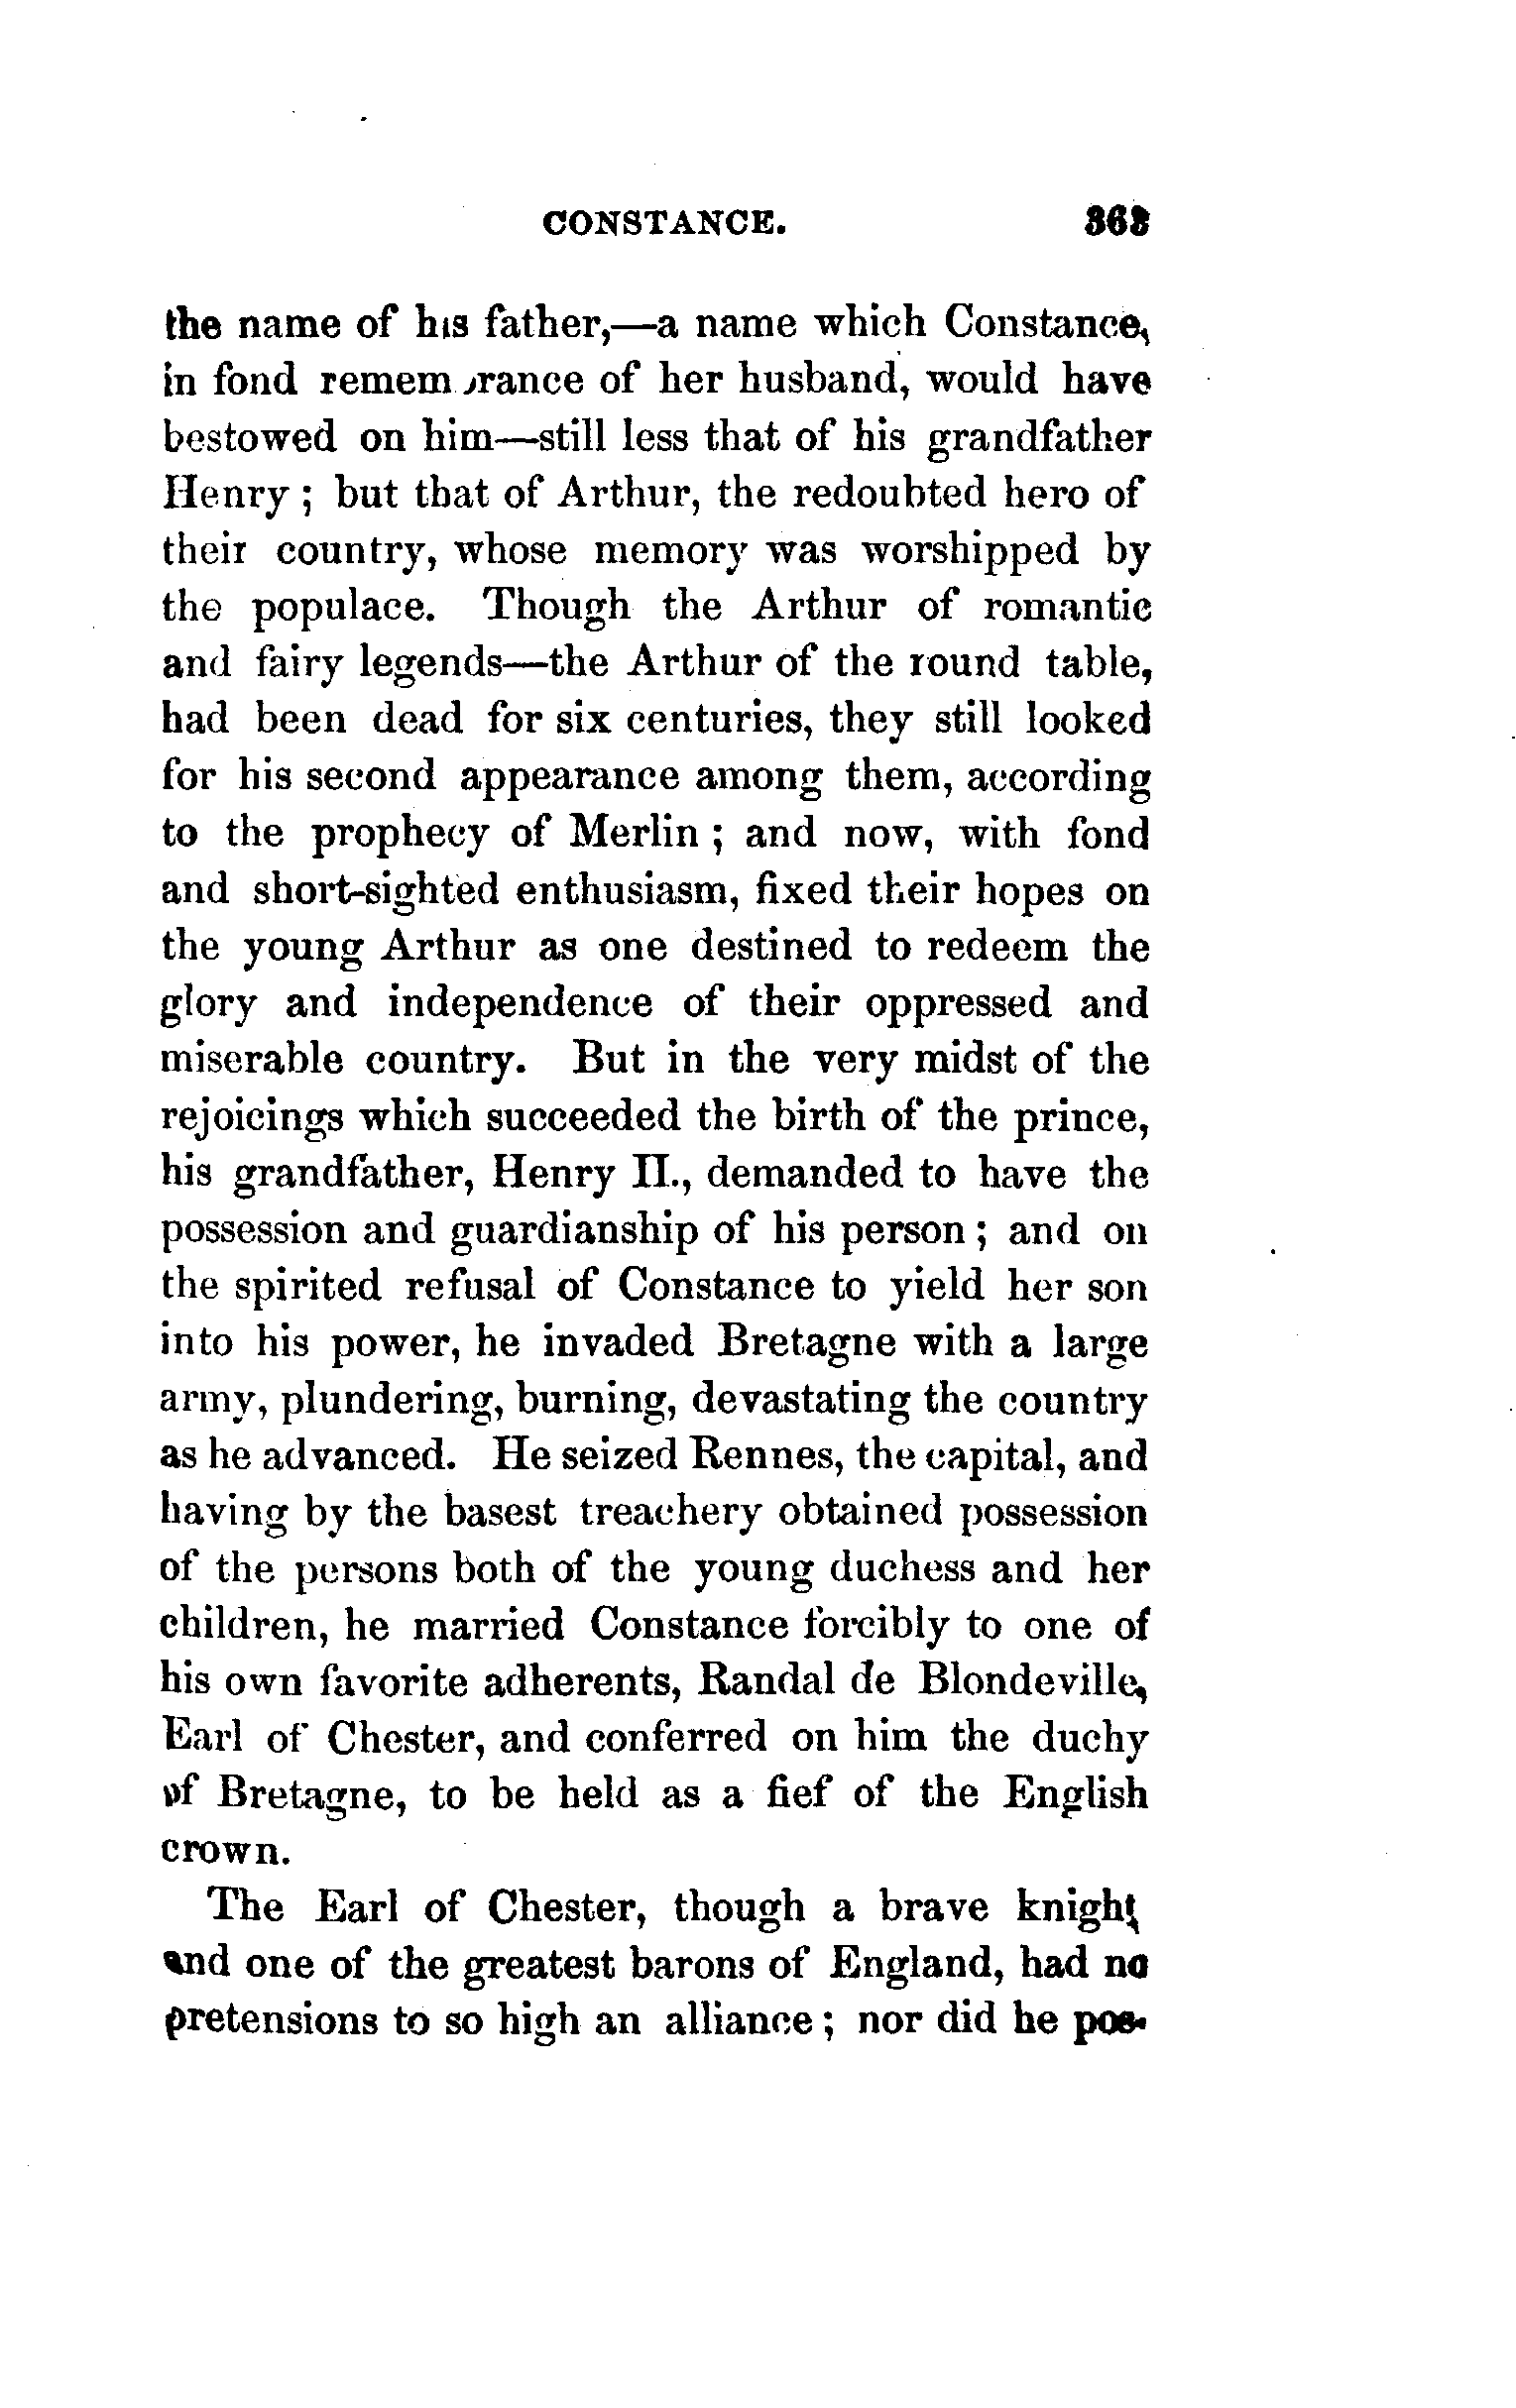 CONSTANCE. 363
the name of his father,—a name which Constance,
in fond remembrance of her husband, would have
bestowed on him—still less that of his grandfather
Henry ; but that of Arthur, the redoubted hero of
their country, whose memory was worshipped by
the populace. Though the Arthur of romantic
and fairy legends—the Arthur of the round table,
had been dead for six centuries, they still looked
for his second appearance among them, according
to the prophecy of Merlin ; and now, with fond
and short-sighted enthusiasm, fixed their hopes on
the young Arthur as one destined to redeem the
glory and independence of their oppressed and
miserable country. But in the very midst of the
rejoicings which succeeded the birth of the prince,
his grandfather, Henry II., demanded to have the
possession and guardianship of his person ; and on
the spirited refusal of Constance to yield her son
into his power, he invaded Bretagne with a large
army, plundering, burning, devastating the country
as he advanced. He seized Rennes, the capital, and
having by the basest treachery obtained possession
of the persons both of the young duchess and her
children, he married Constance forcibly to one of
his own favorite adherents, Randal de Blondeville,
Earl of Chester, and conferred on him the duchy
of Bretagne, to be held as a fief of the English
crown.
The Earl of Chester, though a brave knight
and one of the greatest barons of England, had no
pretensions to so high an alliance ; nor did he pos-